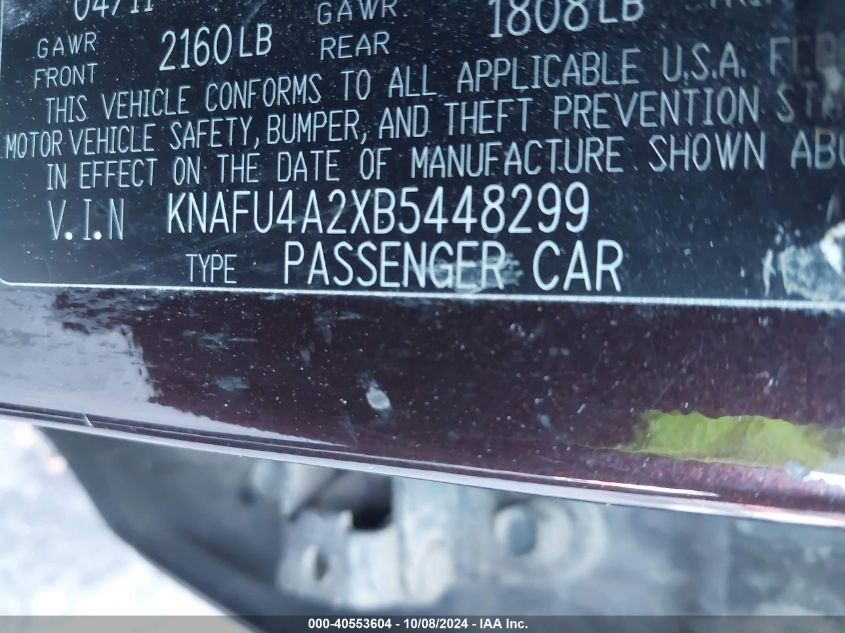 04/11
GAWR FRONT 2160LB GAWR REAR 1808LB
THIS VEHICLE CONFORMS TO ALL APPLICABLE U.S.A.
MOTOR VEHICLE SAFETY, BUMPER, AND THEFT PREVENTION
IN EFFECT ON THE DATE OF MANUFACTURE SHOWN
V.I.N KNAFU4A2XB5448299
TYPE PASSENGER CAR
000-40553604 - 10/08/2024 - IAA Inc.